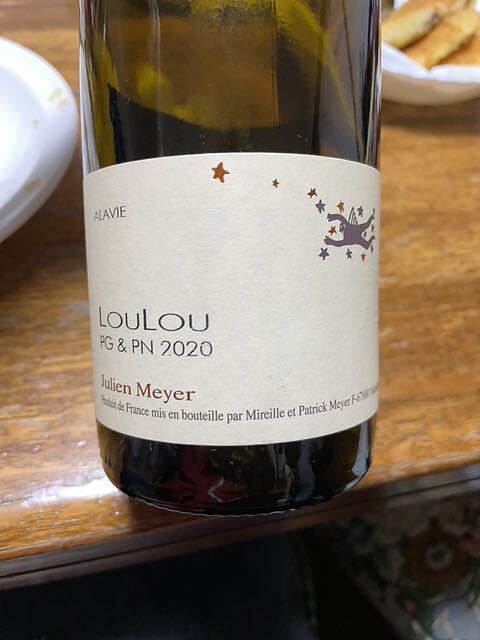 ALAVIE
LOULOU
PG & PN 2020
Julien Meyer
Produit de France mis en bouteille par Mireille et Patrick Meyer F-67680